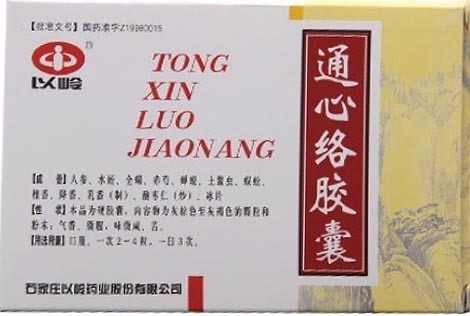 【批准文号】国药准字Z19980015
以岭®
TONG
XIN
LUO
JIAONANG
通心络胶囊
【成 份】人参、水蛭、全蝎、赤芍、蝉蜕、土鳖虫、蜈蚣、
檀香、降香、乳香（制）、酸枣仁（炒）、冰片
【性 状】本品为硬胶囊，内容物为灰棕色至灰褐色的颗粒和
粉末；气香、微腥，味微咸、苦。
【用法用量】口服。一次2～4粒，一日3次。
石家庄以岭药业股份有限公司